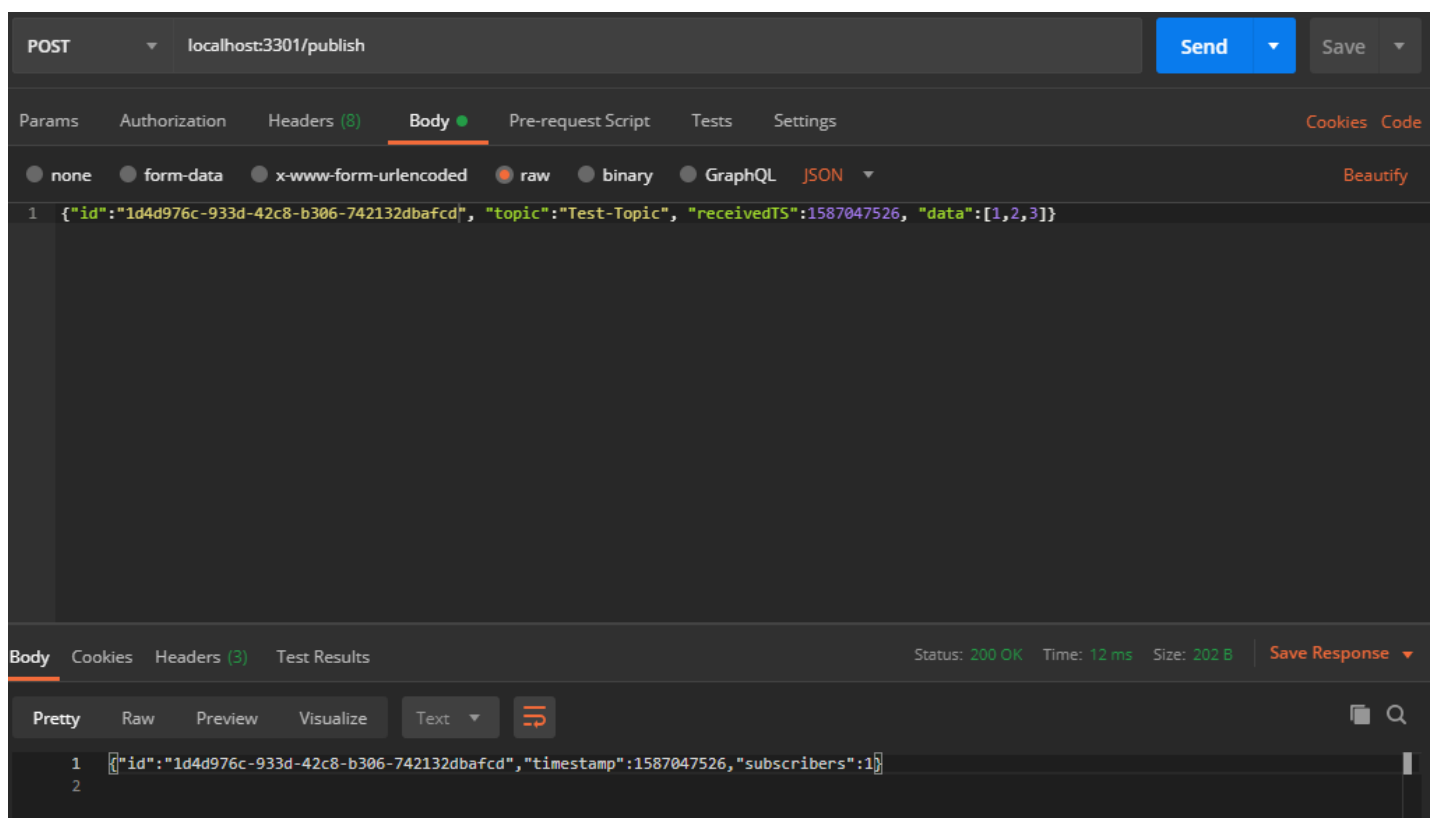 POST localhost:3301/publish Send Save
Params Authorization Headers (8) Body Pre-request Script Tests Settings Cookies Code
none form-data x-www-form-urlencoded raw binary GraphQL JSON Beautify
1 {"id":"1d4d976c-933d-42c8-b306-742132dbafcd", "topic":"Test-Topic", "receivedTS":1587047526, "data":[1,2,3]}
Body Cookies Headers (3) Test Results Status: 200 OK Time: 12 ms Size: 202 B Save Response
Pretty Raw Preview Visualize Text
1 {"id":"1d4d976c-933d-42c8-b306-742132dbafcd","timestamp":1587047526,"subscribers":1}
2